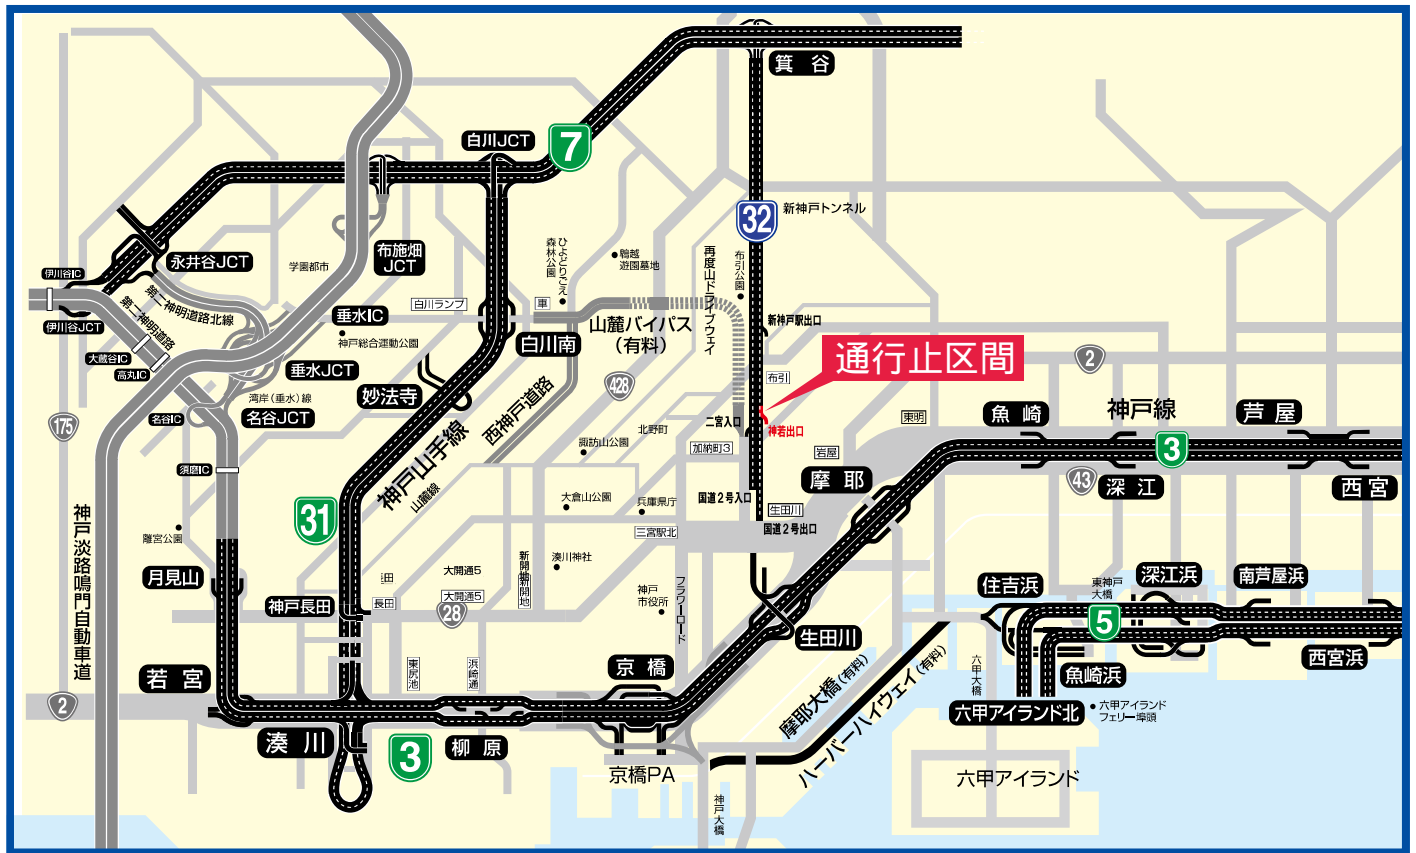 箕谷
白川JCT
7
32
新神戸トンネル
永井谷JCT
布施畑
JCT
伊川谷IC
伊川谷JCT
第二神明道路北線
第二神明道路
学園都市
ひよどりごえ
森林公園
鵯越
遊園墓地
再度山ドライブウェイ
布引公園
白川ランプ
車
垂水IC
神戸総合運動公園
白川南
山麓バイパス
(有料)
新神戸駅出口
通行止区間
2
大蔵谷IC
高丸IC
垂水JCT
湾岸(垂水)線
名谷JCT
名谷IC
妙法寺
西神戸道路
428
布引
二宮入口
神若出口
東明
魚崎
神戸線
芦屋
175
神戸山手線
山麓線
諏訪山公園
北野町
加納町3
岩屋
摩耶
43
3
深江
西宮
須磨IC
31
大倉山公園
兵庫県庁
国道2号入口
生田川
国道2号出口
三宮駅北
神戸淡路鳴門自動車道
離宮公園
月見山
神戸長田
長田
大開通5
大開通5
28
新開地
新開地
湊川神社
神戸
市役所
フラワーロード
住吉浜
東神戸
大橋
深江浜
南芦屋浜
5
生田川
西宮浜
魚崎浜
若宮
2
東尻池
浜崎通
京橋
摩耶大橋(有料)
ハーバーハイウェイ(有料)
六甲大橋
六甲アイランド北
六甲アイランド
フェリー埠頭
湊川
3
柳原
京橋PA
神戸大橋
六甲アイランド